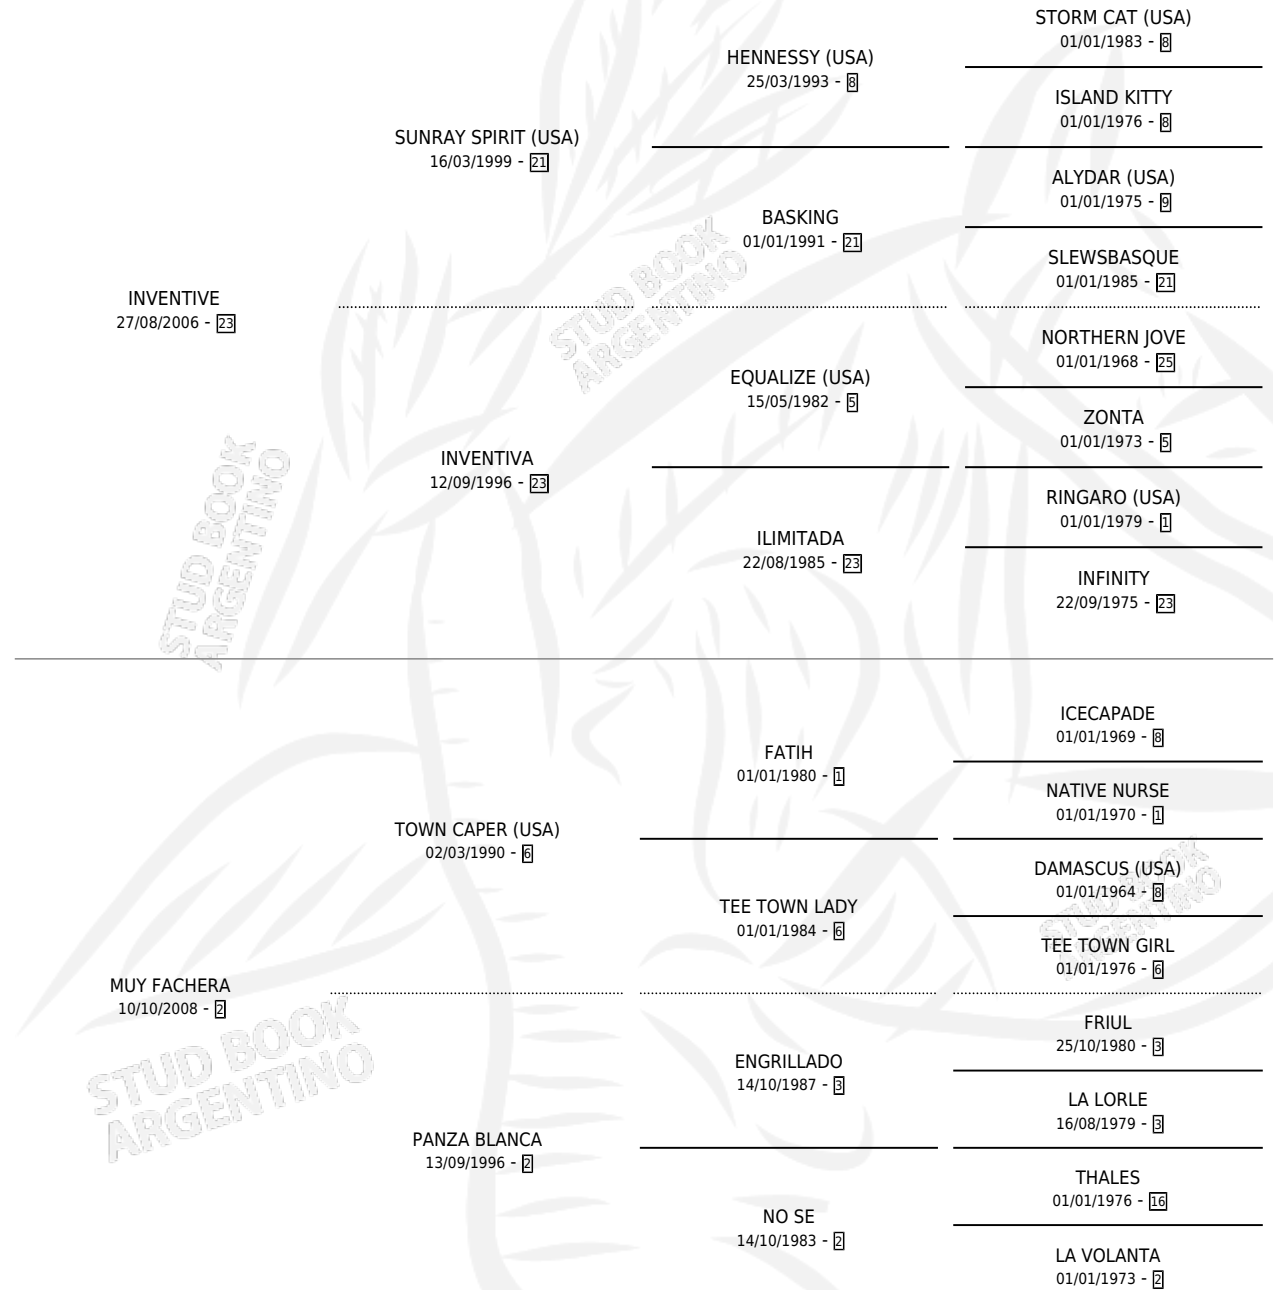 STORM CAT (USA)
01/01/1983 - 8
HENNESSY (USA)
25/03/1993 - 8
ISLAND KITTY
01/01/1976 - 8
SUNRAY SPIRIT (USA)
16/03/1999 - 21
ALYDAR (USA)
01/01/1975 - 9
BASKING
01/01/1991 - 21
SLEWSBASQUE
01/01/1985 - 21
INVENTIVE
27/08/2006 - 23
NORTHERN JOVE
01/01/1968 - 25
EQUALIZE (USA)
15/05/1982 - 5
ZONTA
01/01/1973 - 5
INVENTIVA
12/09/1996 - 23
RINGARO (USA)
01/01/1979 - 1
ILIMITADA
22/08/1985 - 23
INFINITY
22/09/1975 - 23
ICECAPADE
01/01/1969 - 8
FATIH
01/01/1980 - 1
NATIVE NURSE
01/01/1970 - 1
TOWN CAPER (USA)
02/03/1990 - 6
DAMASCUS (USA)
01/01/1964 - 8
TEE TOWN LADY
01/01/1984 - 6
TEE TOWN GIRL
01/01/1976 - 6
MUY FACHERA
10/10/2008 - 2
FRIUL
25/10/1980 - 3
ENGRILLADO
14/10/1987 - 3
LA LORLE
16/08/1979 - 3
PANZA BLANCA
13/09/1996 - 2
THALES
01/01/1976 - 16
NO SE
14/10/1983 - 2
LA VOLANTA
01/01/1973 - 2
STUD BOOK
ARGENTINO
STUD BOOK
ARGENTINO
STUD BOOK
ARGENTINO
STUD BOOK
ARGENTINO